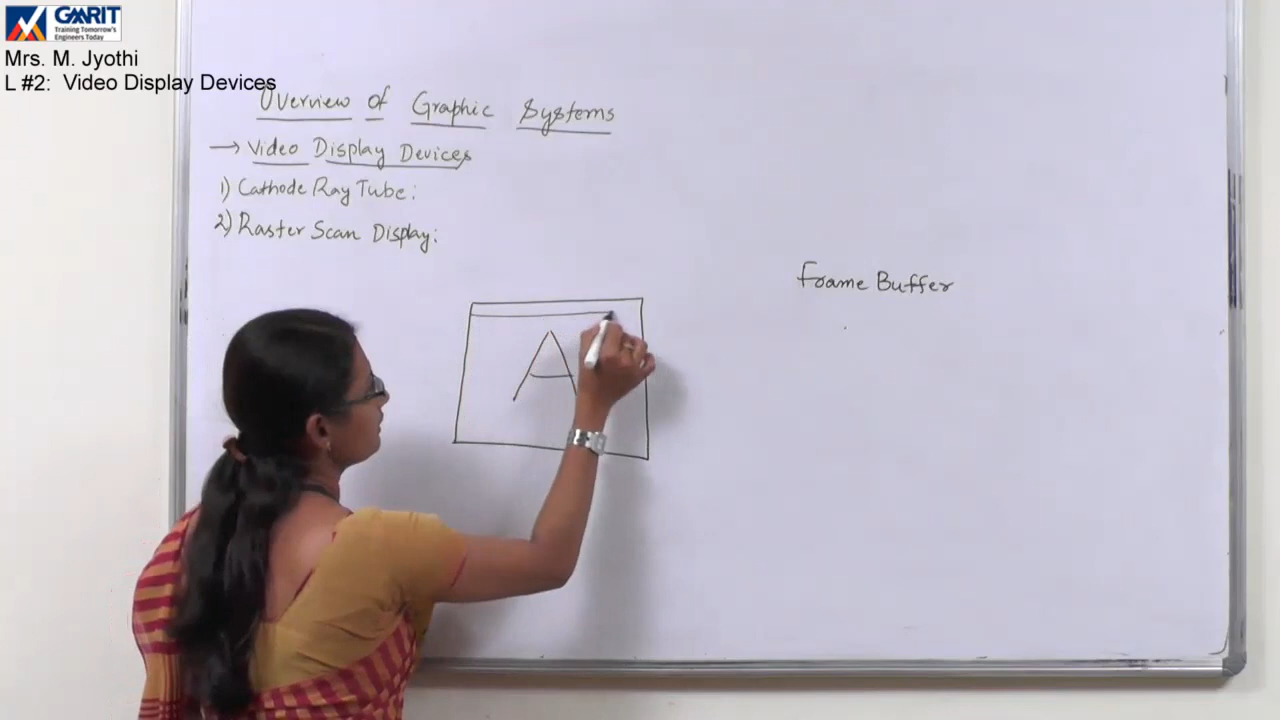 GMRIT
Training Tomorrow's
Engineers Today
Mrs. M. Jyothi
L #2: Video Display Devices
Overview of Graphic Systems
→ Video Display Devices
1) Cathode Ray Tube:
2) Raster Scan Display:
Frame Buffer
A